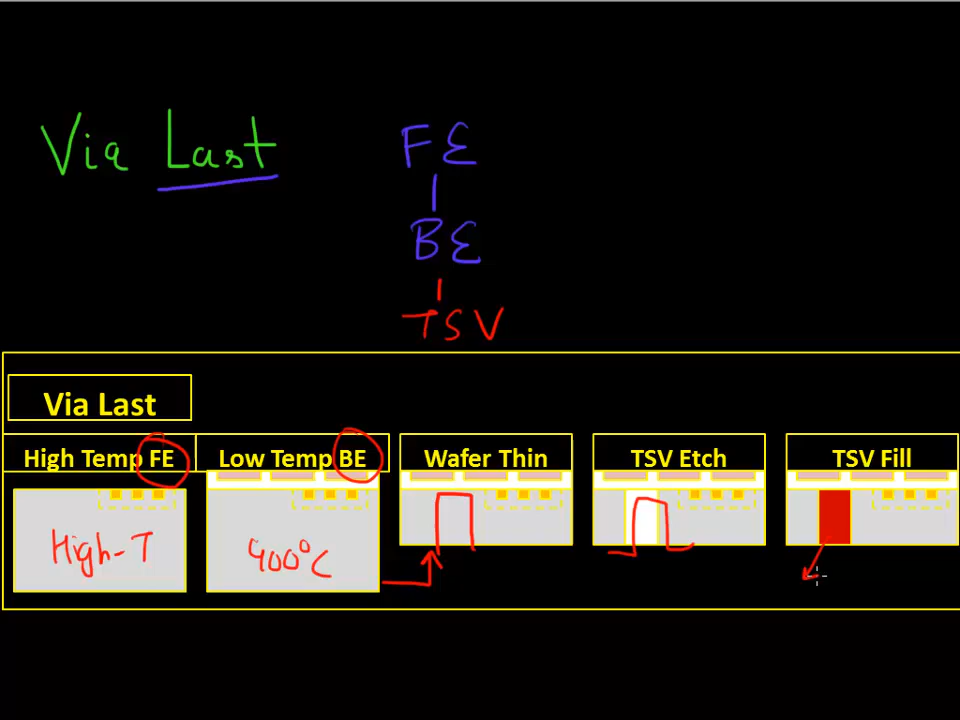 Via Last
FE
BE
TSV
Via Last
High Temp FE
Low Temp BE
Wafer Thin
TSV Etch
TSV Fill
High-T
400°C